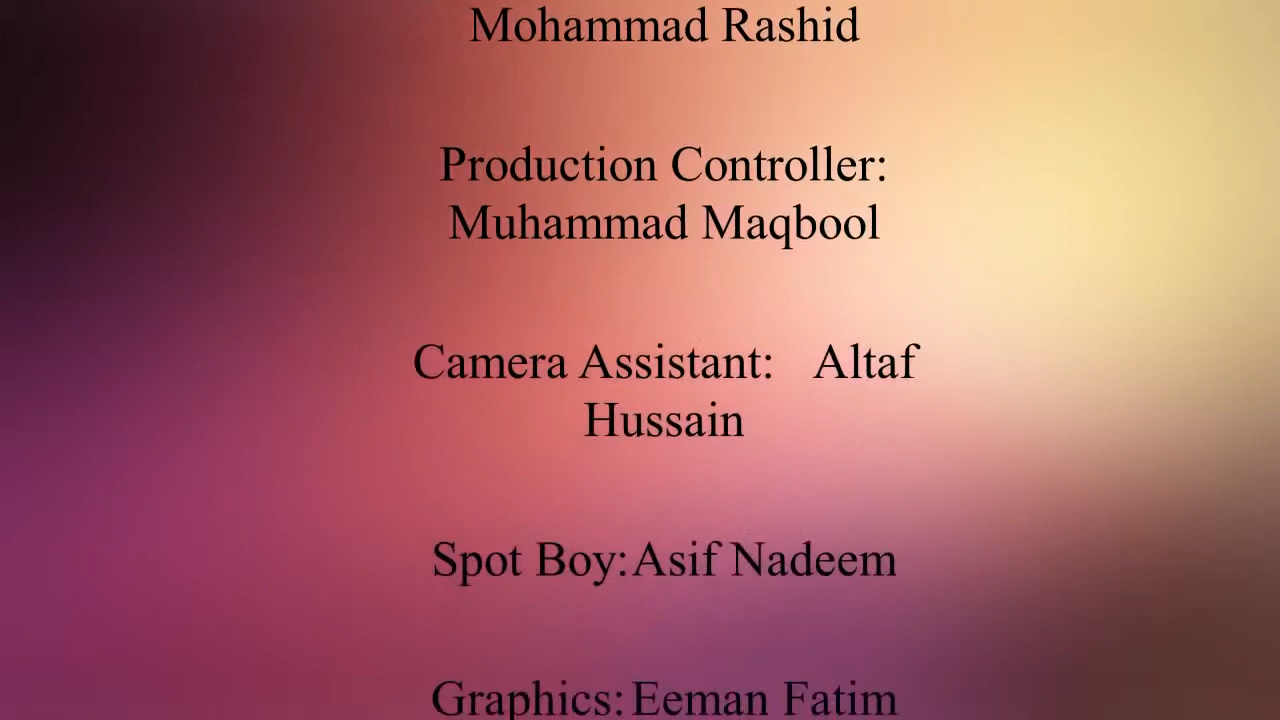 Mohammad Rashid
Production Controller:
Muhammad Maqbool
Camera Assistant: Altaf
Hussain
Spot Boy: Asif Nadeem
Graphics: Eeman Fatim